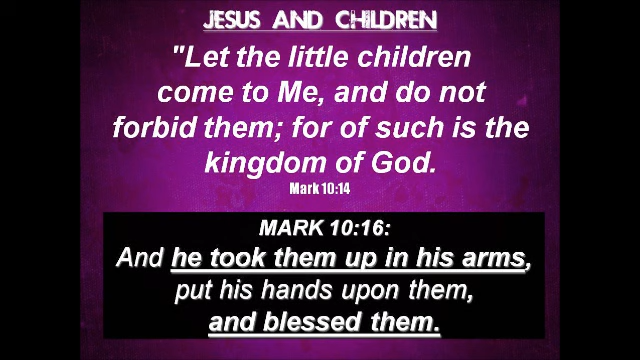 JESUS AND CHILDREN
"Let the little children
come to Me, and do not
forbid them; for of such is the
kingdom of God.
Mark 10:14
MARK 10:16:
And he took them up in his arms,
put his hands upon them,
and blessed them.